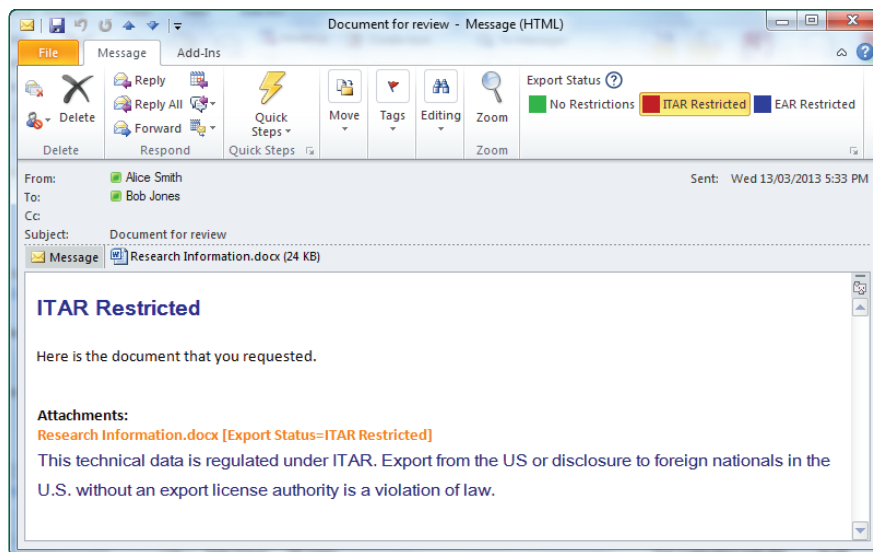 Document for review - Message (HTML)
File Message Add-Ins
Delete
Reply
Reply All
Forward
Quick Steps
Move
Tags
Editing
Zoom
Export Status ?
No Restrictions ITAR Restricted EAR Restricted
Delete Respond Quick Steps Zoom
From: Alice Smith Sent: Wed 13/03/2013 5:33 PM
To: Bob Jones
Cc:
Subject: Document for review
Message Research Information.docx (24 KB)
ITAR Restricted
Here is the document that you requested.
Attachments:
Research Information.docx [Export Status=ITAR Restricted]
This technical data is regulated under ITAR. Export from the US or disclosure to foreign nationals in the
U.S. without an export license authority is a violation of law.